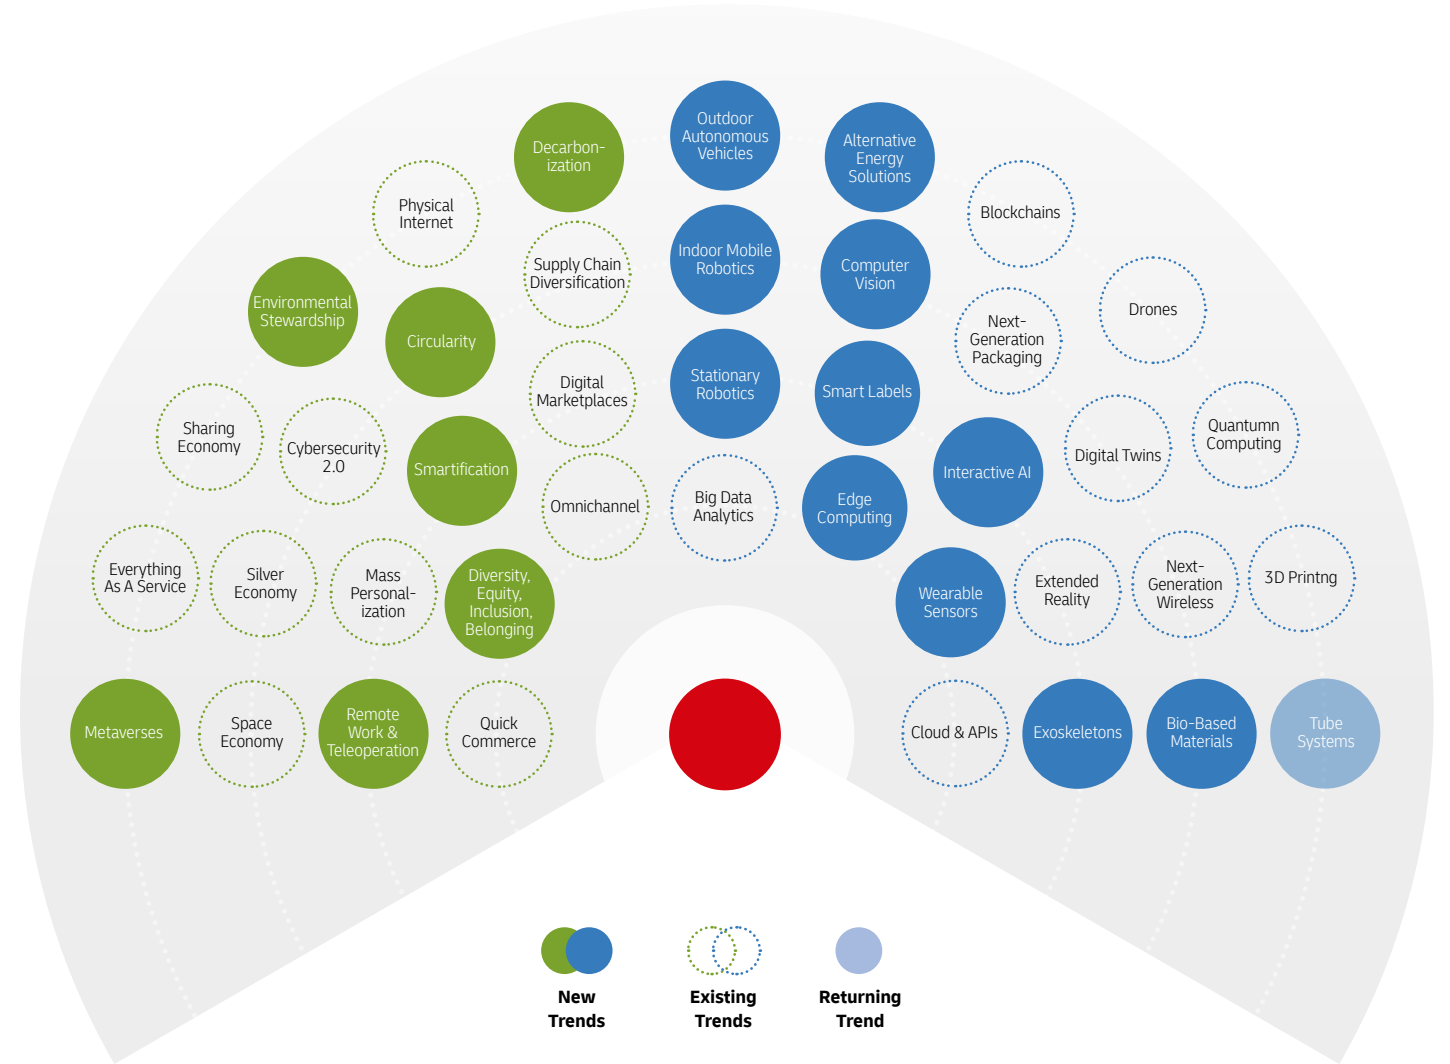 Outdoor
Autonomous
Vehicles
Decarbon-
ization
Alternative
Energy
Solutions
Physical
Internet
Blockchains
Supply Chain
Diversification
Indoor Mobile
Robotics
Computer
Vision
Environmental
Stewardship
Drones
Circularity
Next-
Generation
Packaging
Digital
Marketplaces
Stationary
Robotics
Smart Labels
Sharing
Economy
Cybersecurity
2.0
Smartification
Interactive AI
Digital Twins
Quantumn
Computing
Omnichannel
Big Data
Analytics
Edge
Computing
Everything
As A Service
Silver
Economy
Mass
Personal-
ization
Diversity,
Equity,
Inclusion,
Belonging
Wearable
Sensors
Extended
Reality
Next-
Generation
Wireless
3D Printng
Metaverses
Space
Economy
Remote
Work &
Teleoperation
Quick
Commerce
Cloud & APIs
Exoskeletons
Bio-Based
Materials
Tube
Systems
New
Trends
Existing
Trends
Returning
Trend